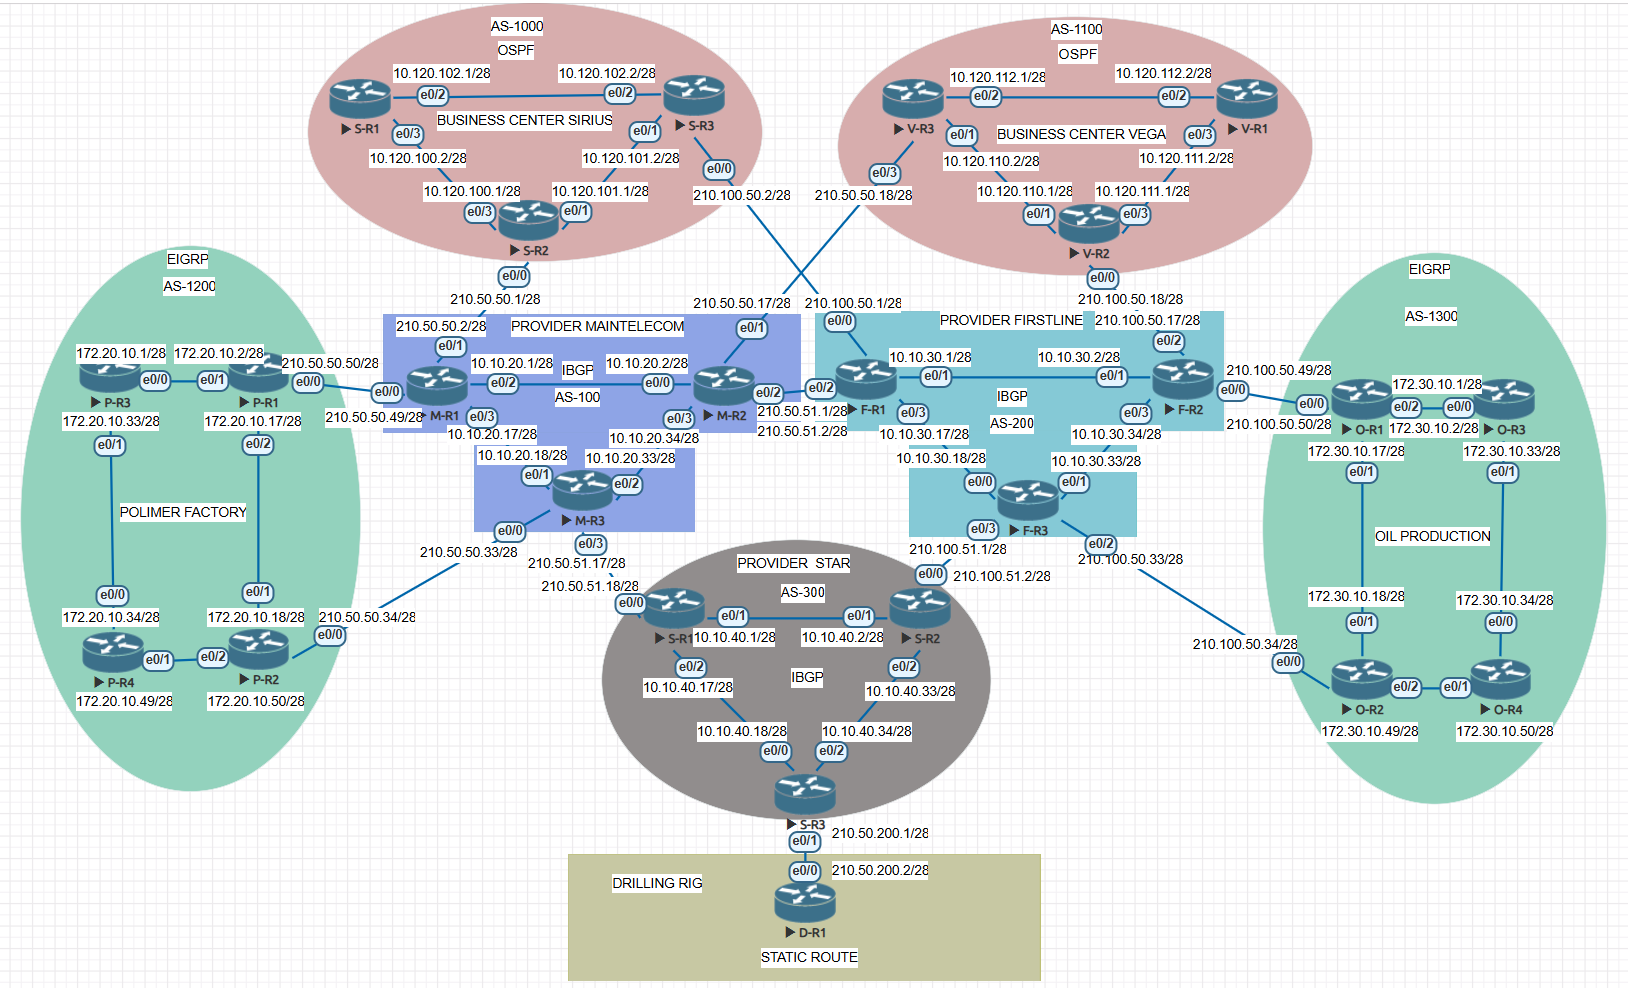 AS-1000
OSPF
10.120.102.1/28
10.120.102.2/28
e0/2
e0/2
S-R1
BUSINESS CENTER SIRIUS
S-R3
e0/3
e0/1
10.120.100.2/28
10.120.101.2/28
e0/0
10.120.100.1/28
10.120.101.1/28
210.100.50.2/28
e0/3
e0/1
S-R2
e0/0
210.50.50.1/28
AS-1100
OSPF
10.120.112.1/28
10.120.112.2/28
e0/2
e0/2
V-R3
V-R1
e0/1
BUSINESS CENTER VEGA
e0/3
10.120.110.2/28
10.120.111.2/28
e0/3
210.50.50.18/28
10.120.110.1/28
10.120.111.1/28
e0/1
e0/3
V-R2
e0/0
210.100.50.18/28
EIGRP
AS-1200
172.20.10.1/28
172.20.10.2/28
210.50.50.50/28
e0/0
e0/1
e0/0
P-R3
P-R1
172.20.10.33/28
172.20.10.17/28
e0/1
e0/2
POLIMER FACTORY
e0/0
e0/1
172.20.10.34/28
172.20.10.18/28
210.50.50.34/28
e0/0
e0/1
e0/2
P-R4
P-R2
172.20.10.49/28
172.20.10.50/28
210.50.50.17/28
210.50.50.2/28
PROVIDER MAINTELECOM
e0/1
e0/1
10.10.20.1/28
10.10.20.2/28
IBGP
e0/0
e0/2
e0/0
e0/2
AS-100
210.50.50.49/28
M-R1
e0/3
e0/3
M-R2
210.50.51.1/28
210.50.51.2/28
10.10.20.17/28
10.10.20.34/28
10.10.20.18/28
10.10.20.33/28
e0/1
e0/2
M-R3
e0/0
e0/3
210.50.50.33/28
210.50.51.17/28
210.50.51.18/28
210.100.50.1/28
e0/0
PROVIDER FIRSTLINE
210.100.50.17/28
e0/2
10.10.30.1/28
10.10.30.2/28
e0/2
e0/1
e0/1
e0/0
210.100.50.49/28
IBGP
F-R1
F-R2
e0/3
e0/3
AS-200
210.100.50.50/28
10.10.30.17/28
10.10.30.34/28
10.10.30.18/28
10.10.30.33/28
e0/0
e0/1
F-R3
e0/3
e0/2
210.100.51.1/28
210.100.50.33/28
210.100.51.2/28
EIGRP
AS-1300
172.30.10.1/28
e0/0
e0/2
e0/0
O-R1
172.30.10.2/28
O-R3
172.30.10.17/28
172.30.10.33/28
e0/1
e0/1
OIL PRODUCTION
172.30.10.18/28
172.30.10.34/28
e0/1
e0/0
210.100.50.34/28
e0/0
e0/2
e0/1
O-R2
O-R4
172.30.10.49/28
172.30.10.50/28
PROVIDER STAR
AS-300
e0/0
e0/0
e0/1
e0/1
S-R1
10.10.40.1/28
10.10.40.2/28
S-R2
e0/2
e0/2
IBGP
10.10.40.17/28
10.10.40.33/28
10.10.40.18/28
10.10.40.34/28
e0/0
e0/2
S-R3
210.50.200.1/28
e0/1
e0/0
210.50.200.2/28
DRILLING RIG
D-R1
STATIC ROUTE